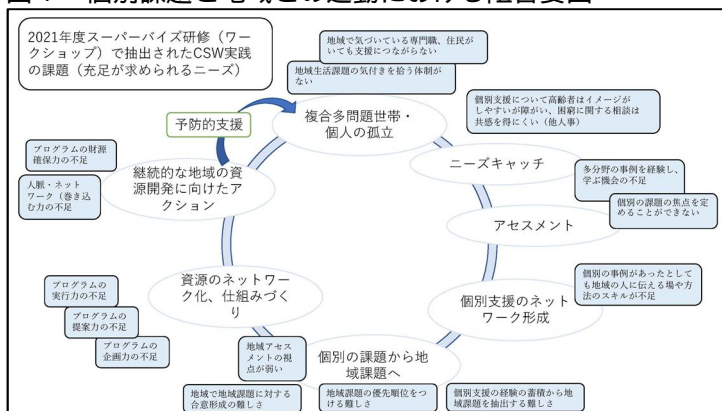 2021年度スーパーバイズ研修（ワー
クショップ）で抽出されたCSW実践
の課題（充足が求められるニーズ）
地域で気づいている専門職、住民が
いても支援につながらない
地域生活課題の気付きを拾う体制が
ない
予防的支援
複合多問題世帯・
個人の孤立
個別支援について高齢者はイメージが
しやすいが障がい、困窮に関する相談は
共感を得にくい（他人事）
ニーズキャッチ
多分野の事例を経験し、
学ぶ機会の不足
個別の課題の焦点を定
めることができない
アセスメント
個別の事例があったとして
も地域の人に伝える場や方
法のスキルが不足
個別支援のネット
ワーク形成
個別の課題から地
域課題へ
地域アセス
メントの視
点が弱い
地域で地域課題に対する
合意形成の難しさ
地域課題の優先順位をつ
ける難しさ
個別支援の経験の蓄積から地
域課題を抽出する難しさ
資源のネットワー
ク化、仕組みづく
り
プログラムの
実行力の不足
プログラムの
提案力の不足
プログラムの
企画力の不足
継続的な地域の資
源開発に向けたア
クション
プログラムの財源
確保力の不足
人脈・ネット
ワーク（巻き込
む力の不足